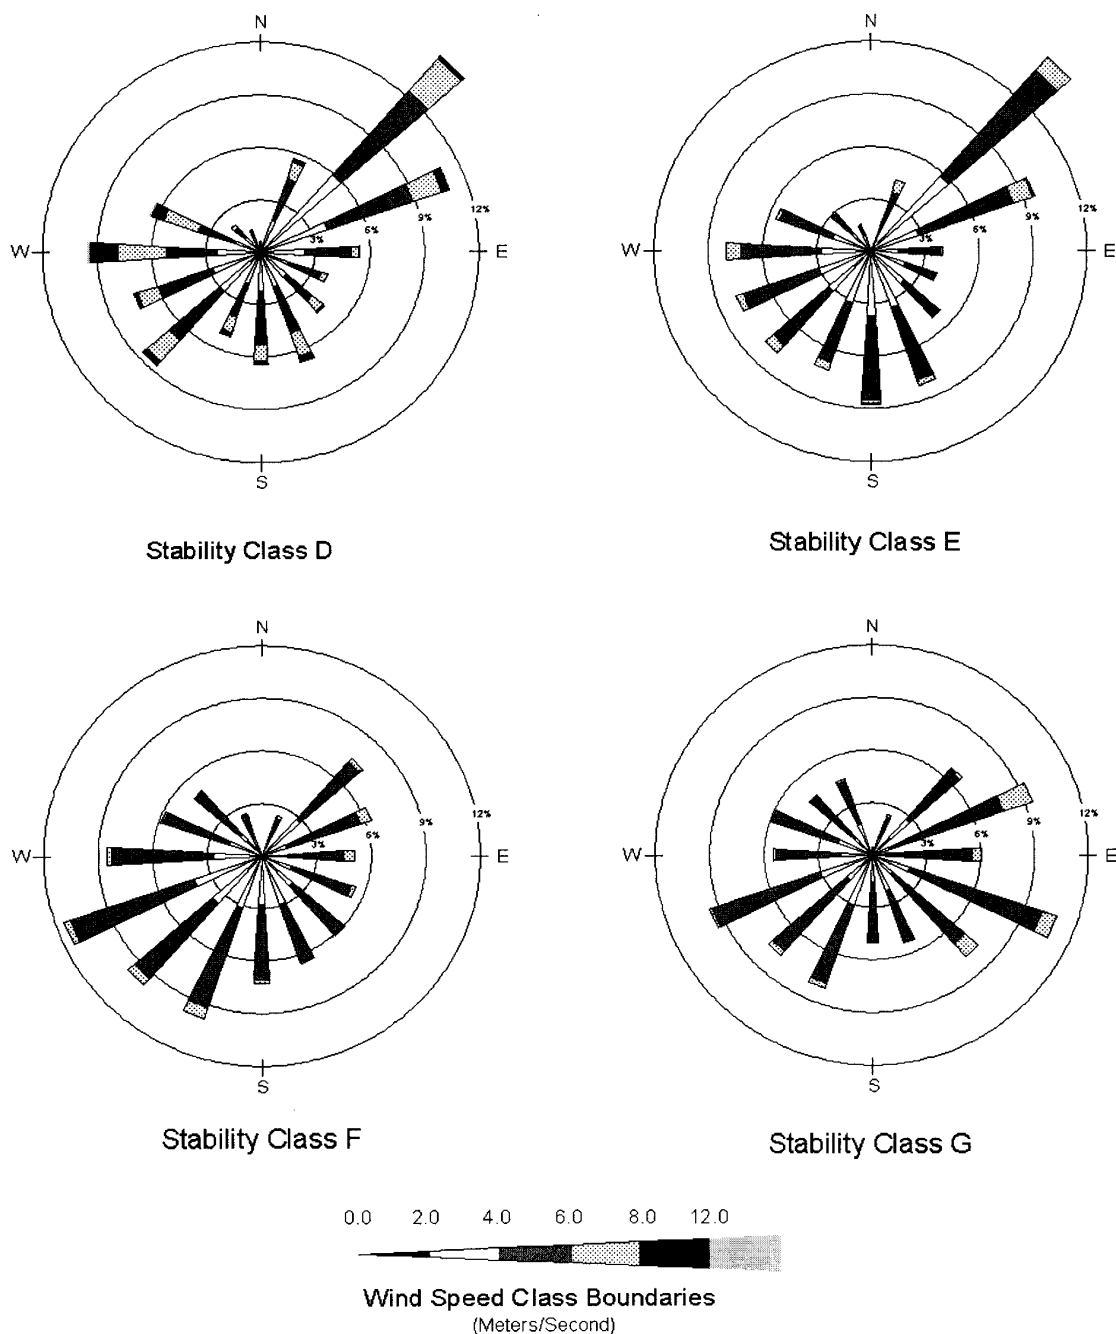 N
N
W
3%
6%
9%
12%
E
W
3%
6%
9%
12%
E
S
S
Stability Class D
Stability Class E
N
N
W
3%
6%
9%
12%
E
W
3%
6%
9%
12%
E
S
S
Stability Class F
Stability Class G
0.0 2.0 4.0 6.0 8.0 12.0
Wind Speed Class Boundaries
(Meters/Second)